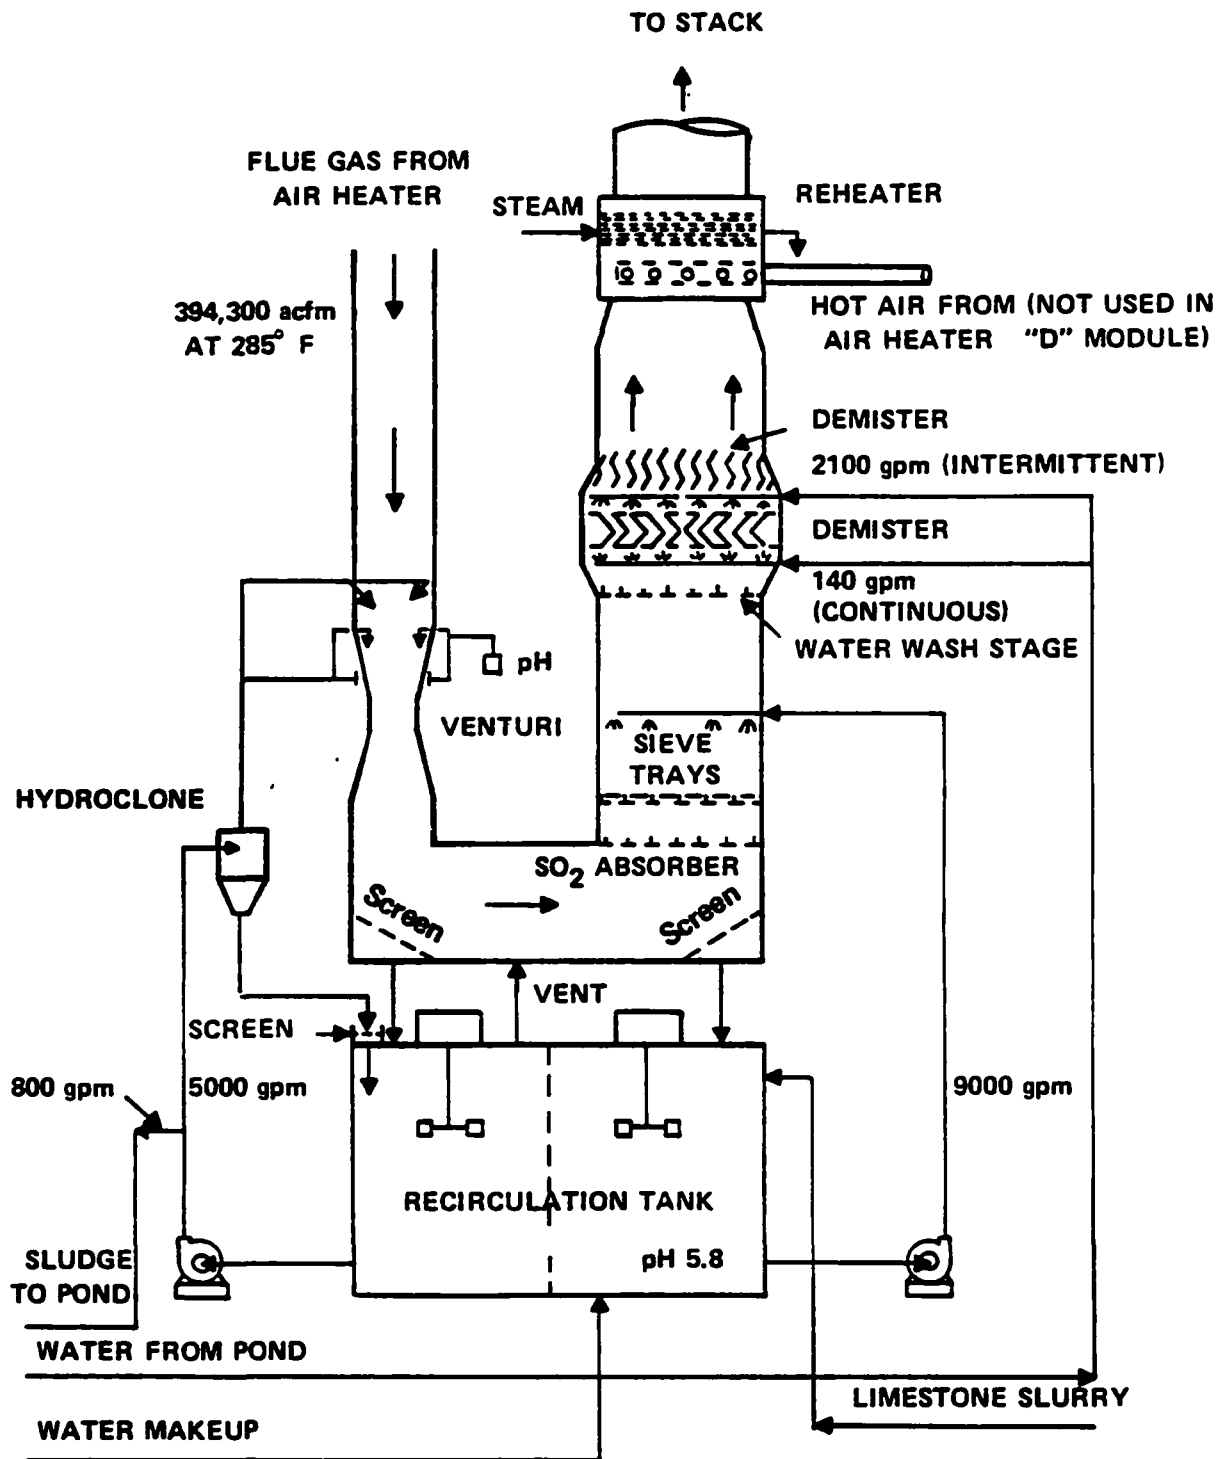 TO STACK
FLUE GAS FROM
AIR HEATER
STEAM
REHEATER
394,300 acfm
AT 285° F
HOT AIR FROM (NOT USED IN
AIR HEATER "D" MODULE)
DEMISTER
2100 gpm (INTERMITTENT)
DEMISTER
140 gpm
(CONTINUOUS)
WATER WASH STAGE
pH
VENTURI
SIEVE
TRAYS
HYDROCLONE
SO2 ABSORBER
Screen
Screen
VENT
SCREEN
800 gpm
5000 gpm
9000 gpm
RECIRCULATION TANK
pH 5.8
SLUDGE
TO POND
WATER FROM POND
LIMESTONE SLURRY
WATER MAKEUP